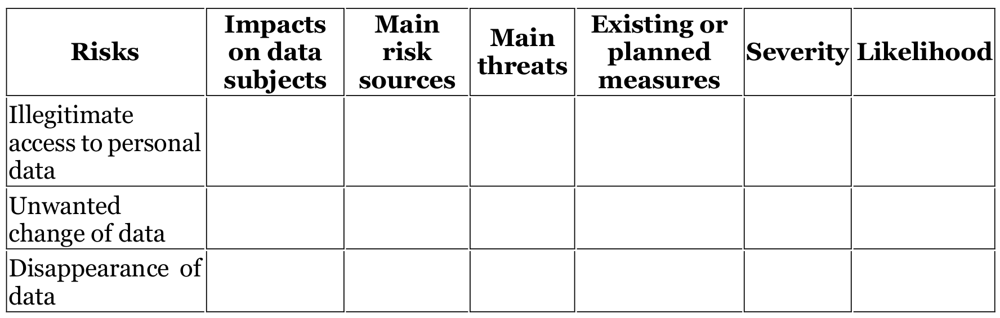 Risks
Impacts
on data
subjects
Main
risk
sources
Main
threats
Existing or
planned
measures
Severity
Likelihood
Illegitimate
access to personal
data
Unwanted
change of data
Disappearance of
data